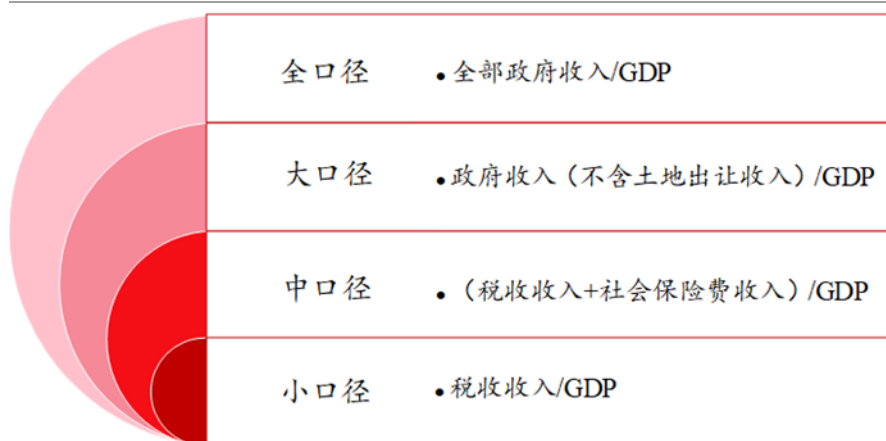 全口径 •全部政府收入/GDP
大口径 •政府收入（不含土地出让收入）/GDP
中口径 •（税收收入+社会保险费收入）/GDP
小口径 •税收收入/GDP